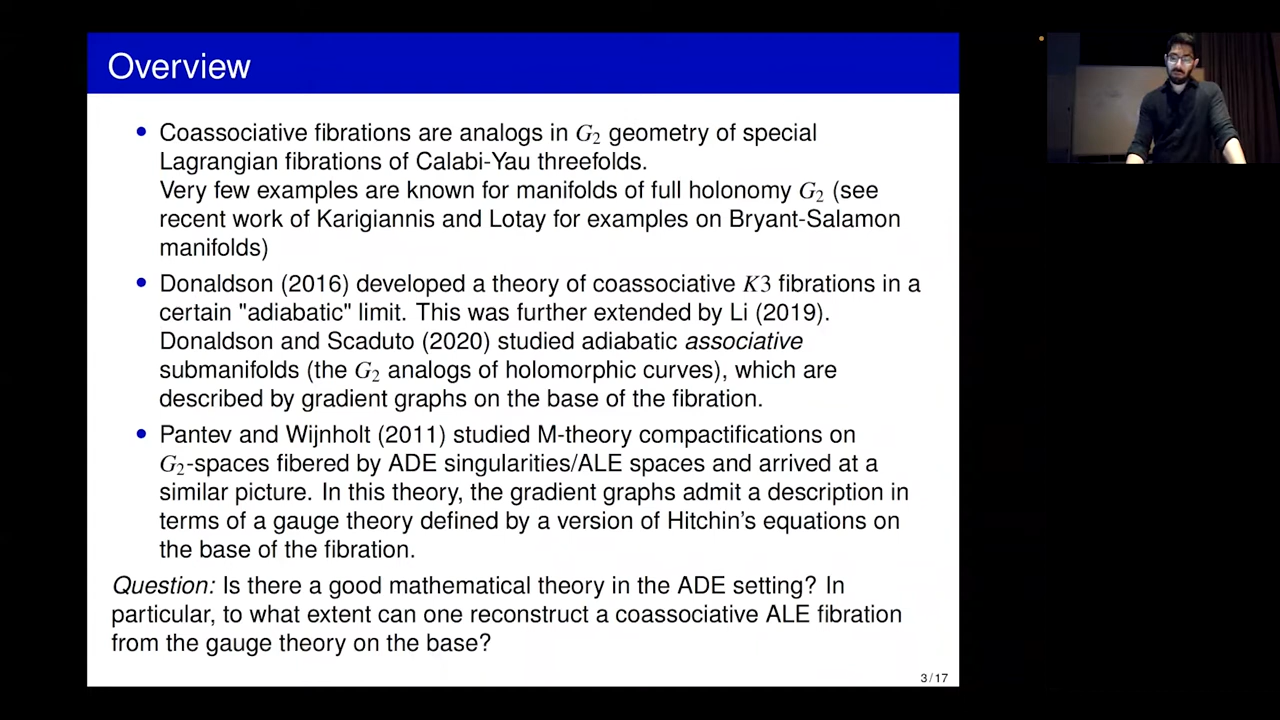 Overview
• Coassociative fibrations are analogs in G₂ geometry of special
Lagrangian fibrations of Calabi-Yau threefolds.
Very few examples are known for manifolds of full holonomy G₂ (see
recent work of Karigiannis and Lotay for examples on Bryant-Salamon
manifolds)
• Donaldson (2016) developed a theory of coassociative K3 fibrations in a
certain "adiabatic" limit. This was further extended by Li (2019).
Donaldson and Scaduto (2020) studied adiabatic associative
submanifolds (the G₂ analogs of holomorphic curves), which are
described by gradient graphs on the base of the fibration.
• Pantev and Wijnholt (2011) studied M-theory compactifications on
G₂-spaces fibered by ADE singularities/ALE spaces and arrived at a
similar picture. In this theory, the gradient graphs admit a description in
terms of a gauge theory defined by a version of Hitchin's equations on
the base of the fibration.
Question: Is there a good mathematical theory in the ADE setting? In
particular, to what extent can one reconstruct a coassociative ALE fibration
from the gauge theory on the base?
3 / 17